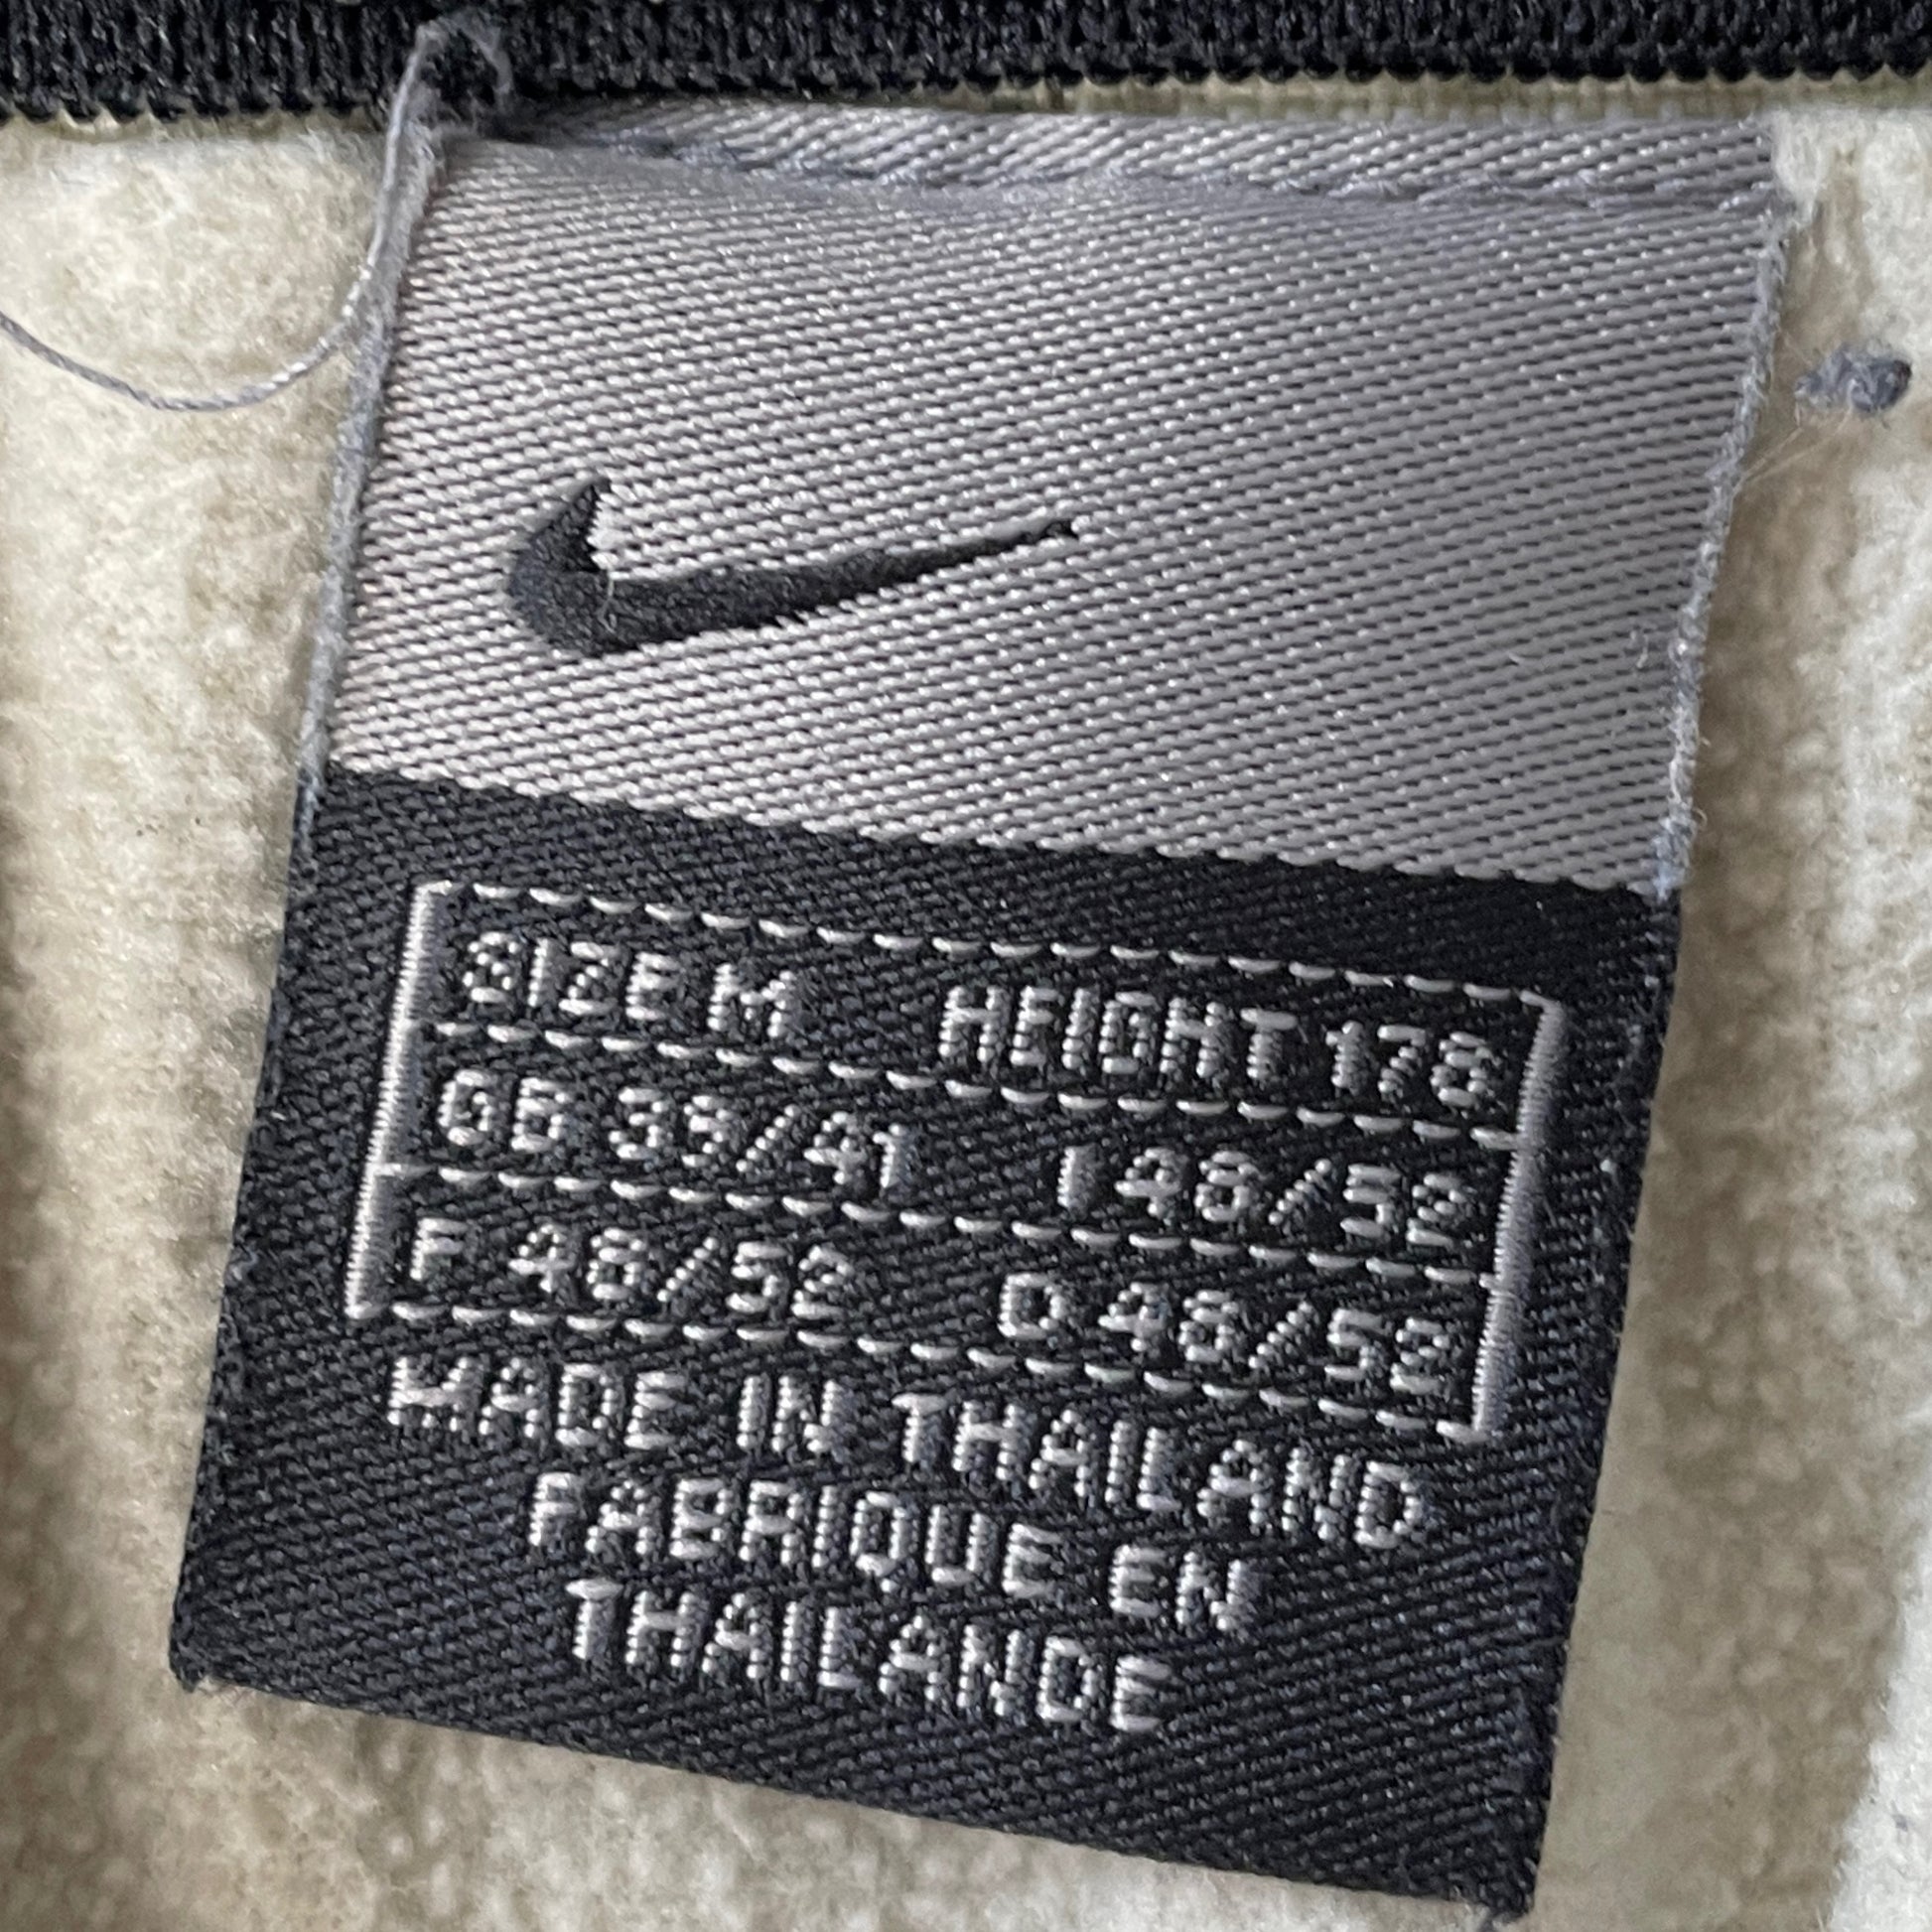 SIZE M HEIGHT 178
GB 39/41 I 48/52
F 48/52 D 48/52
MADE IN THAILAND
FABRIQUE EN
THAILANDE